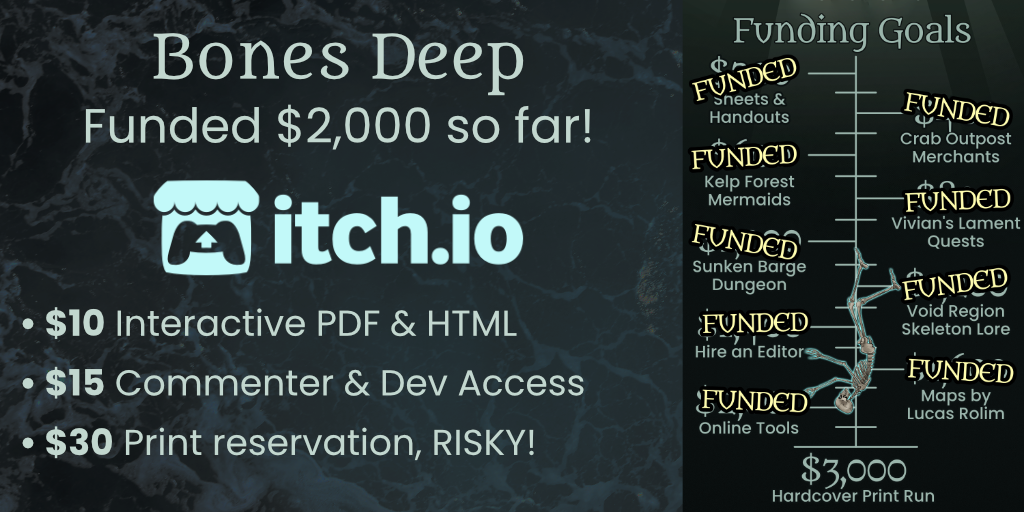 Bones Deep
Funded $2,000 so far!
itch.io
• $10 Interactive PDF & HTML
• $15 Commenter & Dev Access
• $30 Print reservation, RISKY!
Funding Goals
FUNDED
Sheets &
Handouts
FUNDED
Crab Outpost
Merchants
FUNDED
Kelp Forest
Mermaids
FUNDED
Vivian's Lament
Quests
FUNDED
Sunken Barge
Dungeon
FUNDED
Void Region
Skeleton Lore
FUNDED
Hire an Editor
FUNDED
Maps by
Lucas Rolim
FUNDED
Online Tools
$3,000
Hardcover Print Run